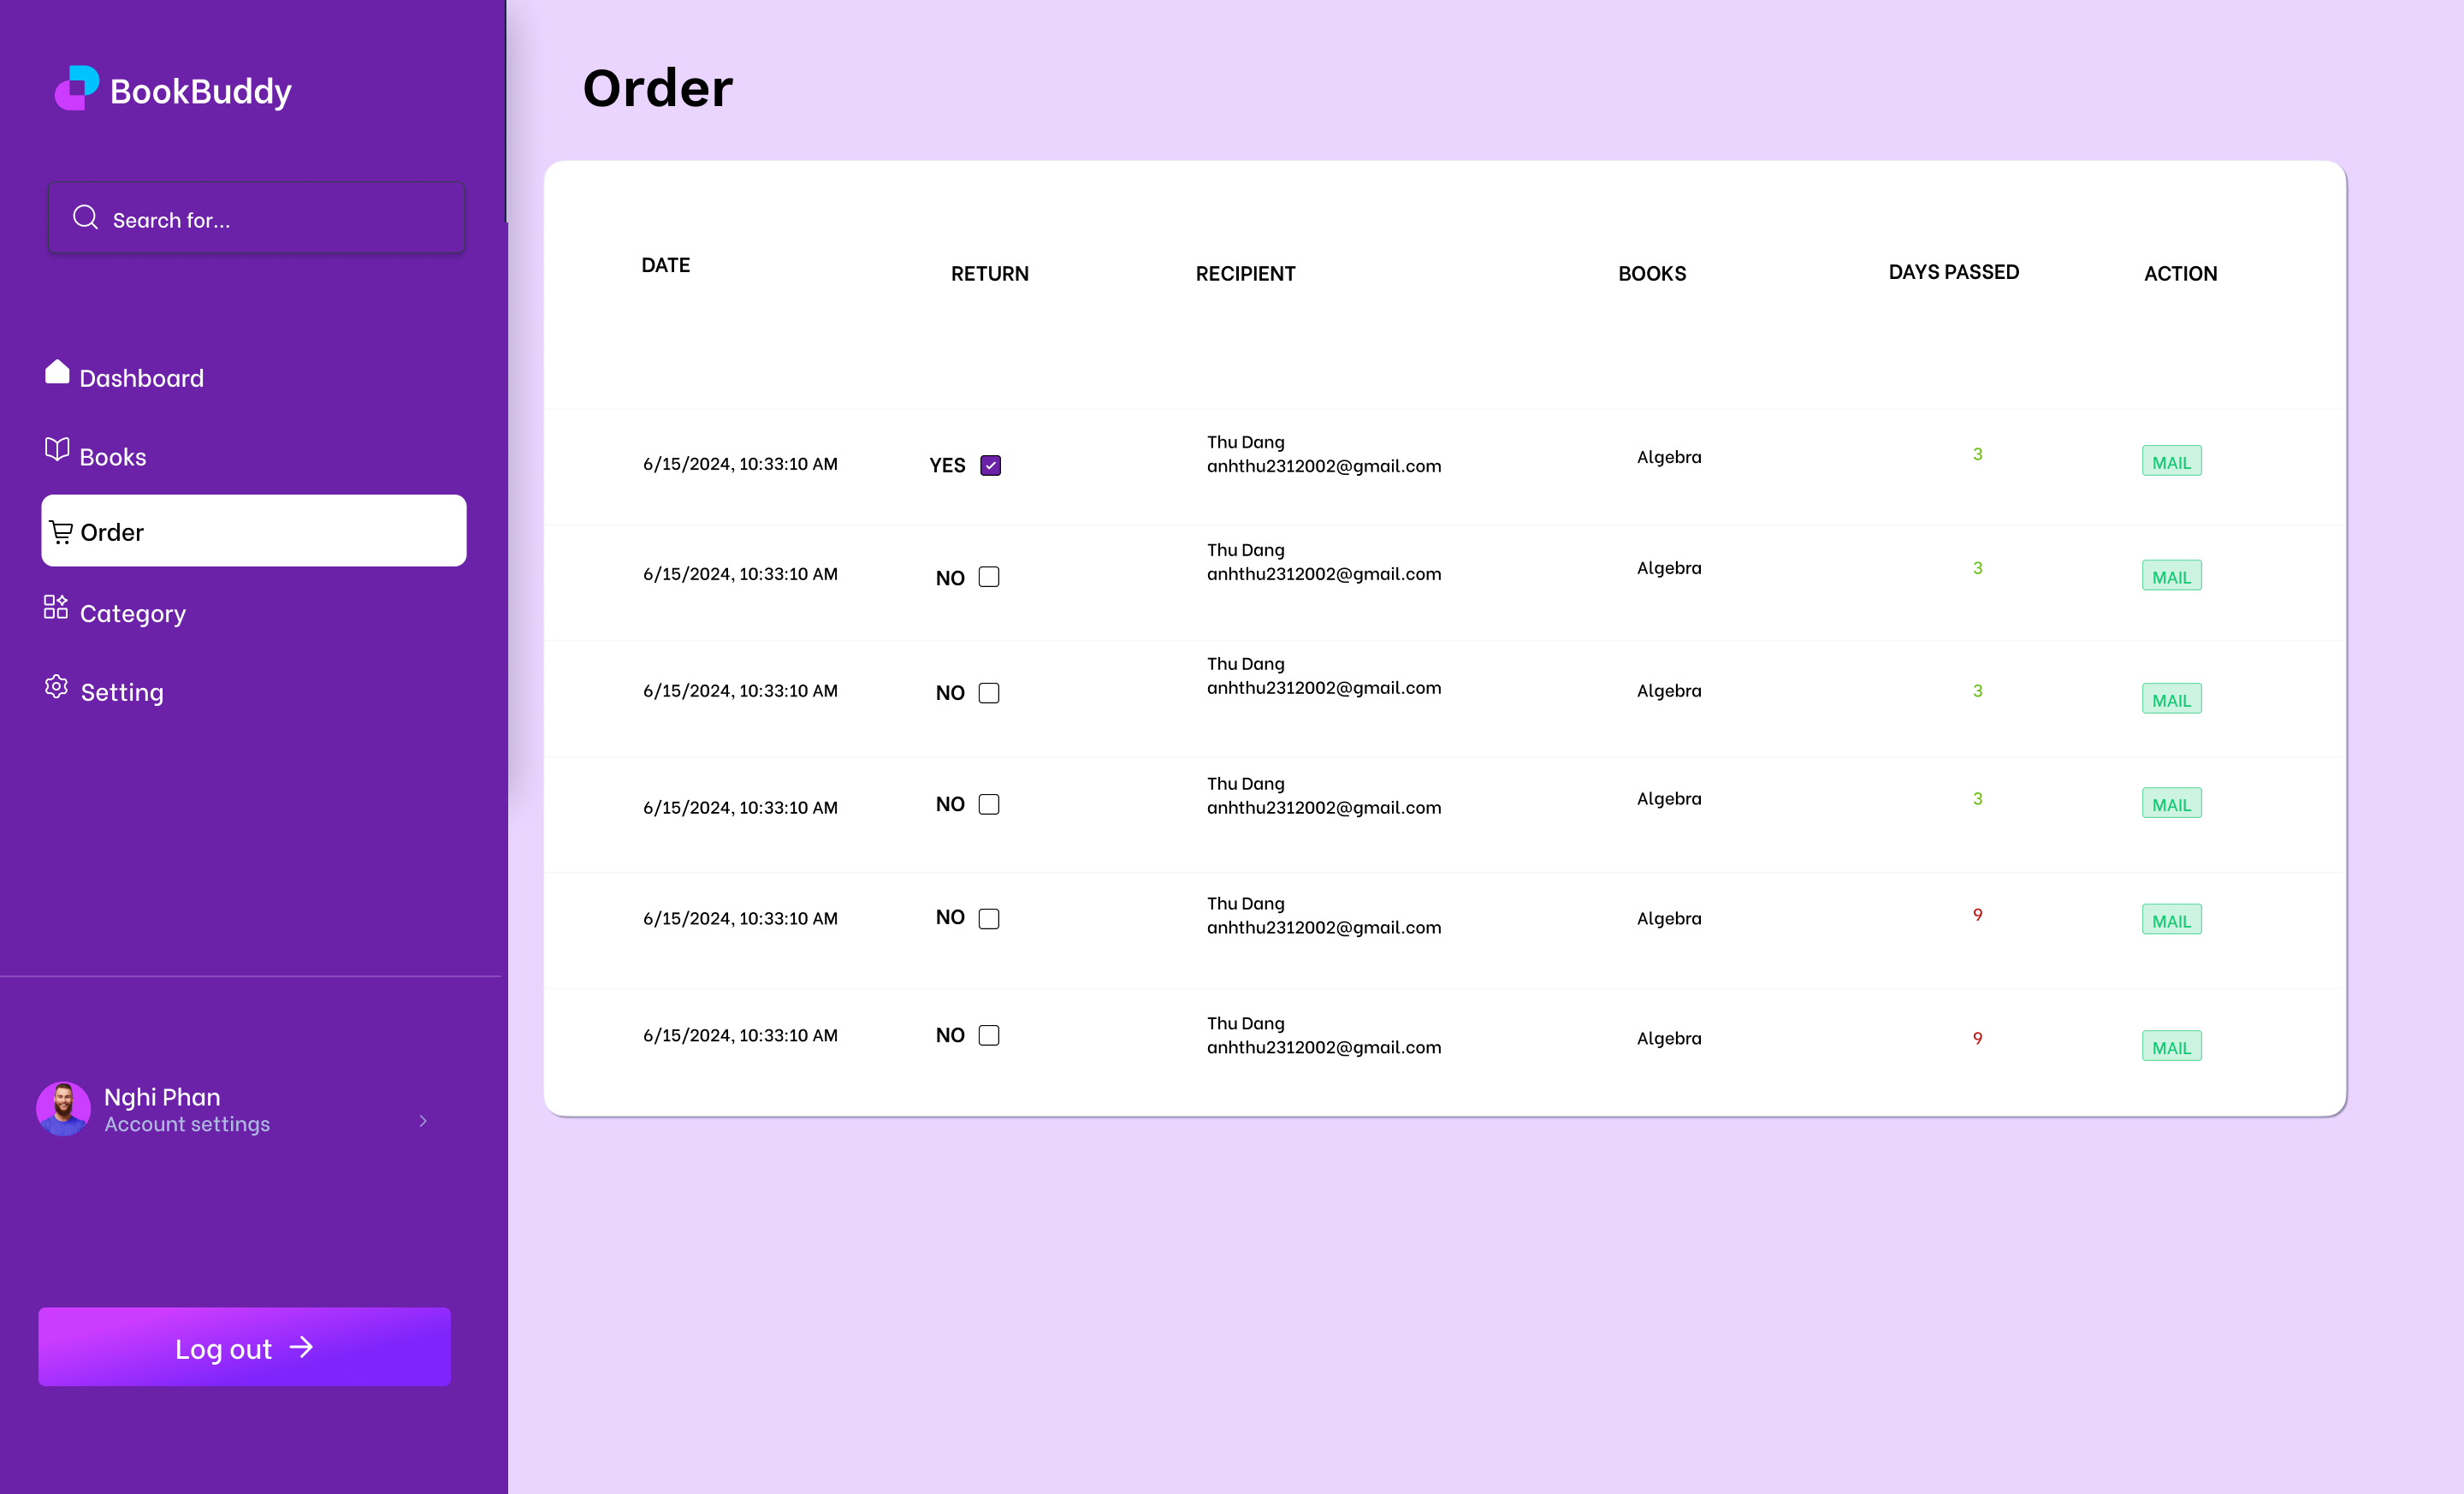 BookBuddy
Search for...
Dashboard
Books
Order
Category
Setting
Nghi Phan
Account settings
Log out
Order
DATE RETURN RECIPIENT BOOKS DAYS PASSED ACTION
6/15/2024, 10:33:10 AM YES Thu Dang Algebra 3 MAIL
anhthu2312002@gmail.com
6/15/2024, 10:33:10 AM NO Thu Dang Algebra 3 MAIL
anhthu2312002@gmail.com
6/15/2024, 10:33:10 AM NO Thu Dang Algebra 3 MAIL
anhthu2312002@gmail.com
6/15/2024, 10:33:10 AM NO Thu Dang Algebra 3 MAIL
anhthu2312002@gmail.com
6/15/2024, 10:33:10 AM NO Thu Dang Algebra 9 MAIL
anhthu2312002@gmail.com
6/15/2024, 10:33:10 AM NO Thu Dang Algebra 9 MAIL
anhthu2312002@gmail.com